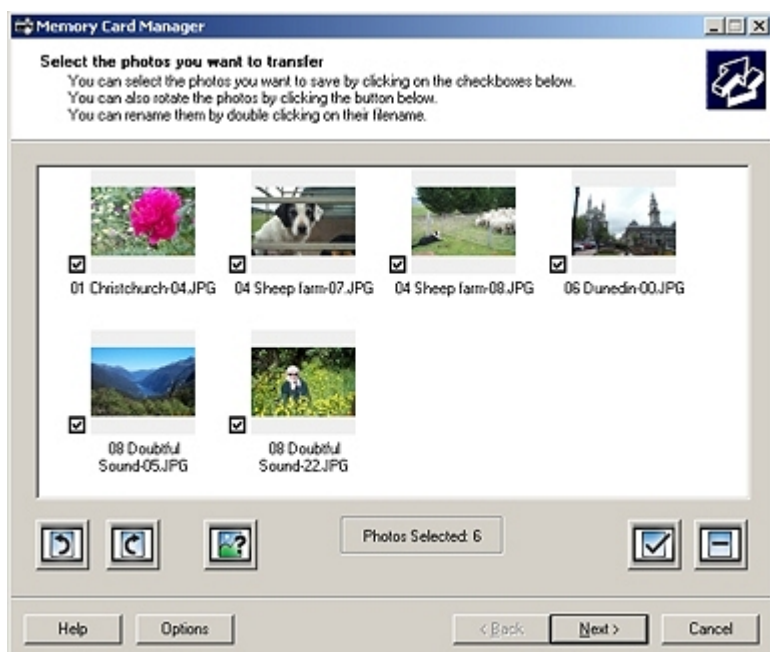 Memory Card Manager
Select the photos you want to transfer
You can select the photos you want to save by clicking on the checkboxes below.
You can also rotate the photos by clicking the button below.
You can rename them by double clicking on their filename.
01 Christchurch-04.JPG 04 Sheep farm-07.JPG 04 Sheep farm-08.JPG 06 Dunedin-00.JPG
08 Doubtful
Sound-05.JPG
08 Doubtful
Sound-22.JPG
Photos Selected: 6
Help Options < Back Next > Cancel